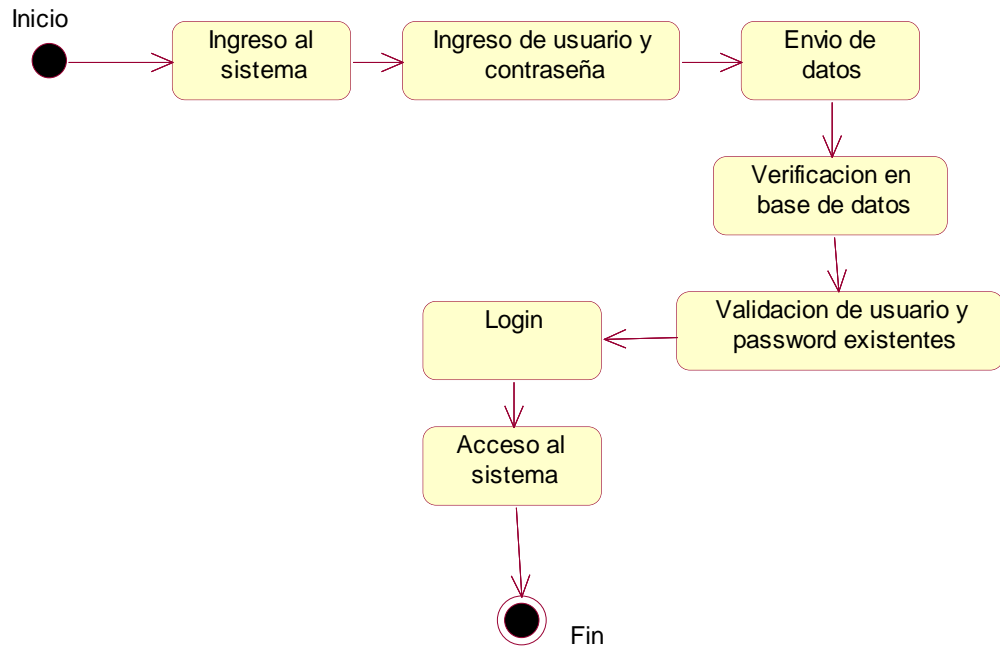 Inicio
Ingreso al
sistema
Ingreso de usuario y
contraseña
Envio de
datos
Verificacion en
base de datos
Validacion de usuario y
password existentes
Login
Acceso al
sistema
Fin